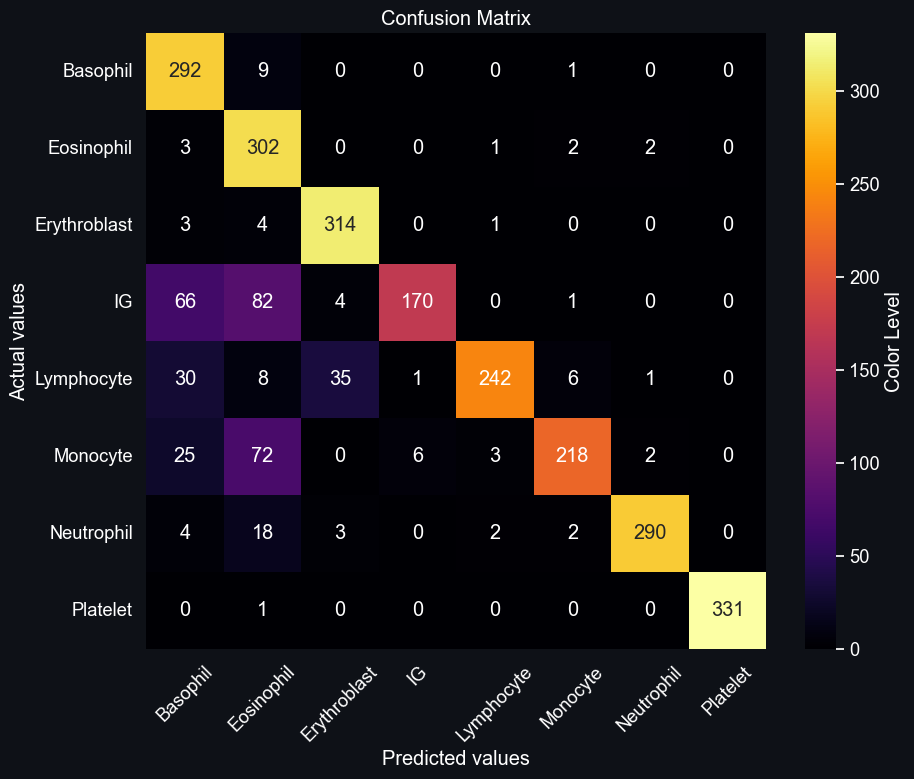 Confusion Matrix
Actual values
Basophil 292 9 0 0 0 1 0 0
Eosinophil 3 302 0 0 1 2 2 0
Erythroblast 3 4 314 0 1 0 0 0
IG 66 82 4 170 0 1 0 0
Lymphocyte 30 8 35 1 242 6 1 0
Monocyte 25 72 0 6 3 218 2 0
Neutrophil 4 18 3 0 2 2 290 0
Platelet 0 1 0 0 0 0 0 331
Basophil Eosinophil Erythroblast IG Lymphocyte Monocyte Neutrophil Platelet
Predicted values
300
250
200
150
100
50
0
Color Level